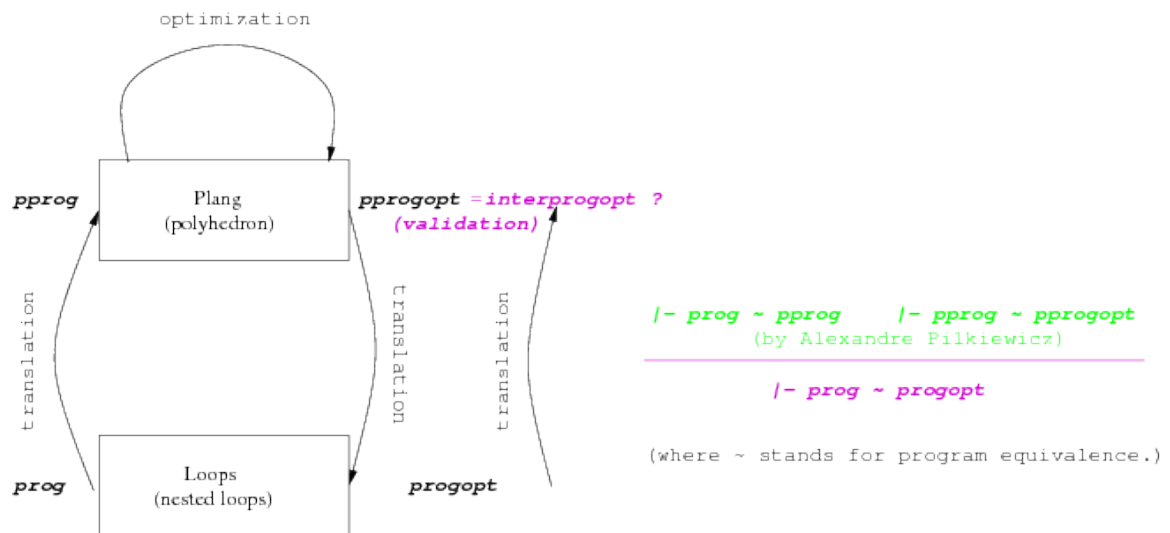 optimization
pprog
Plang
(polyhedron)
pprogopt = interprogopt ?
(validation)
translation
translation
translation
|- prog ~ pprog |- pprog ~ pprogopt
(by Alexandre Pilkiewicz)
|- prog ~ progopt
(where ~ stands for program equivalence.)
prog
Loops
(nested loops)
progopt